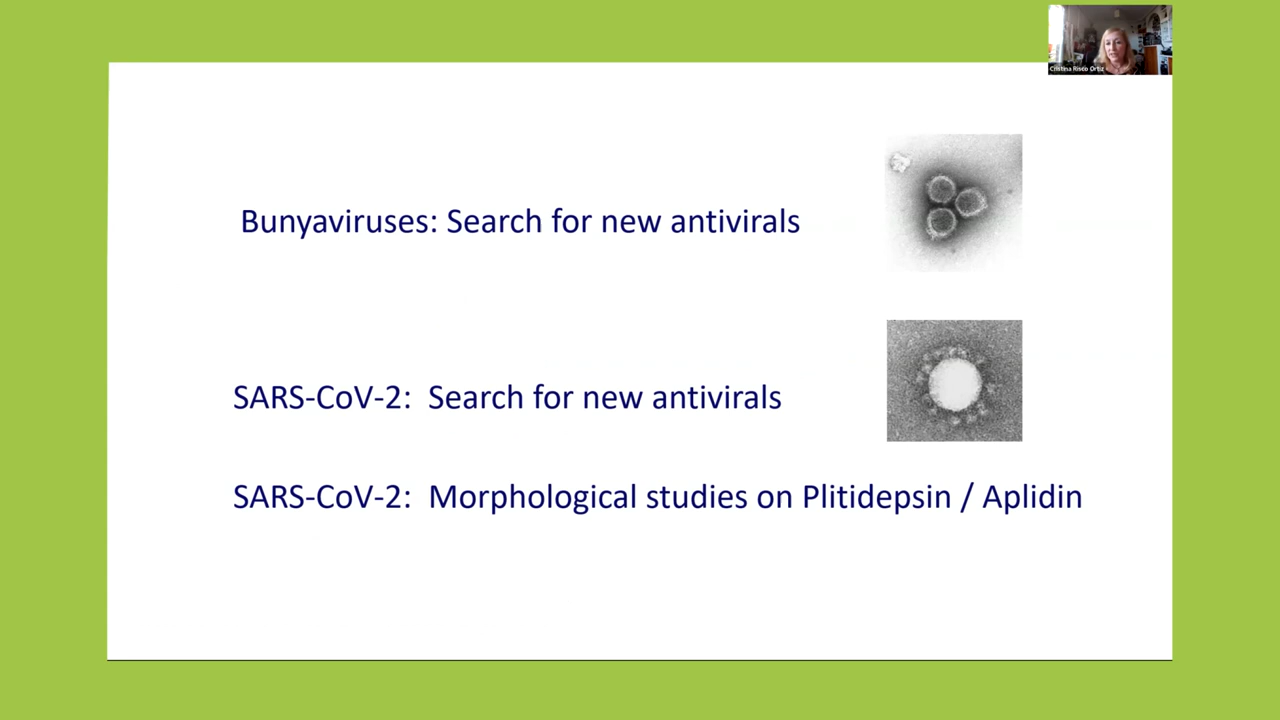 Cristina Risco Ortiz
Bunyaviruses: Search for new antivirals
SARS-CoV-2: Search for new antivirals
SARS-CoV-2: Morphological studies on Plitidepsin / Aplidin